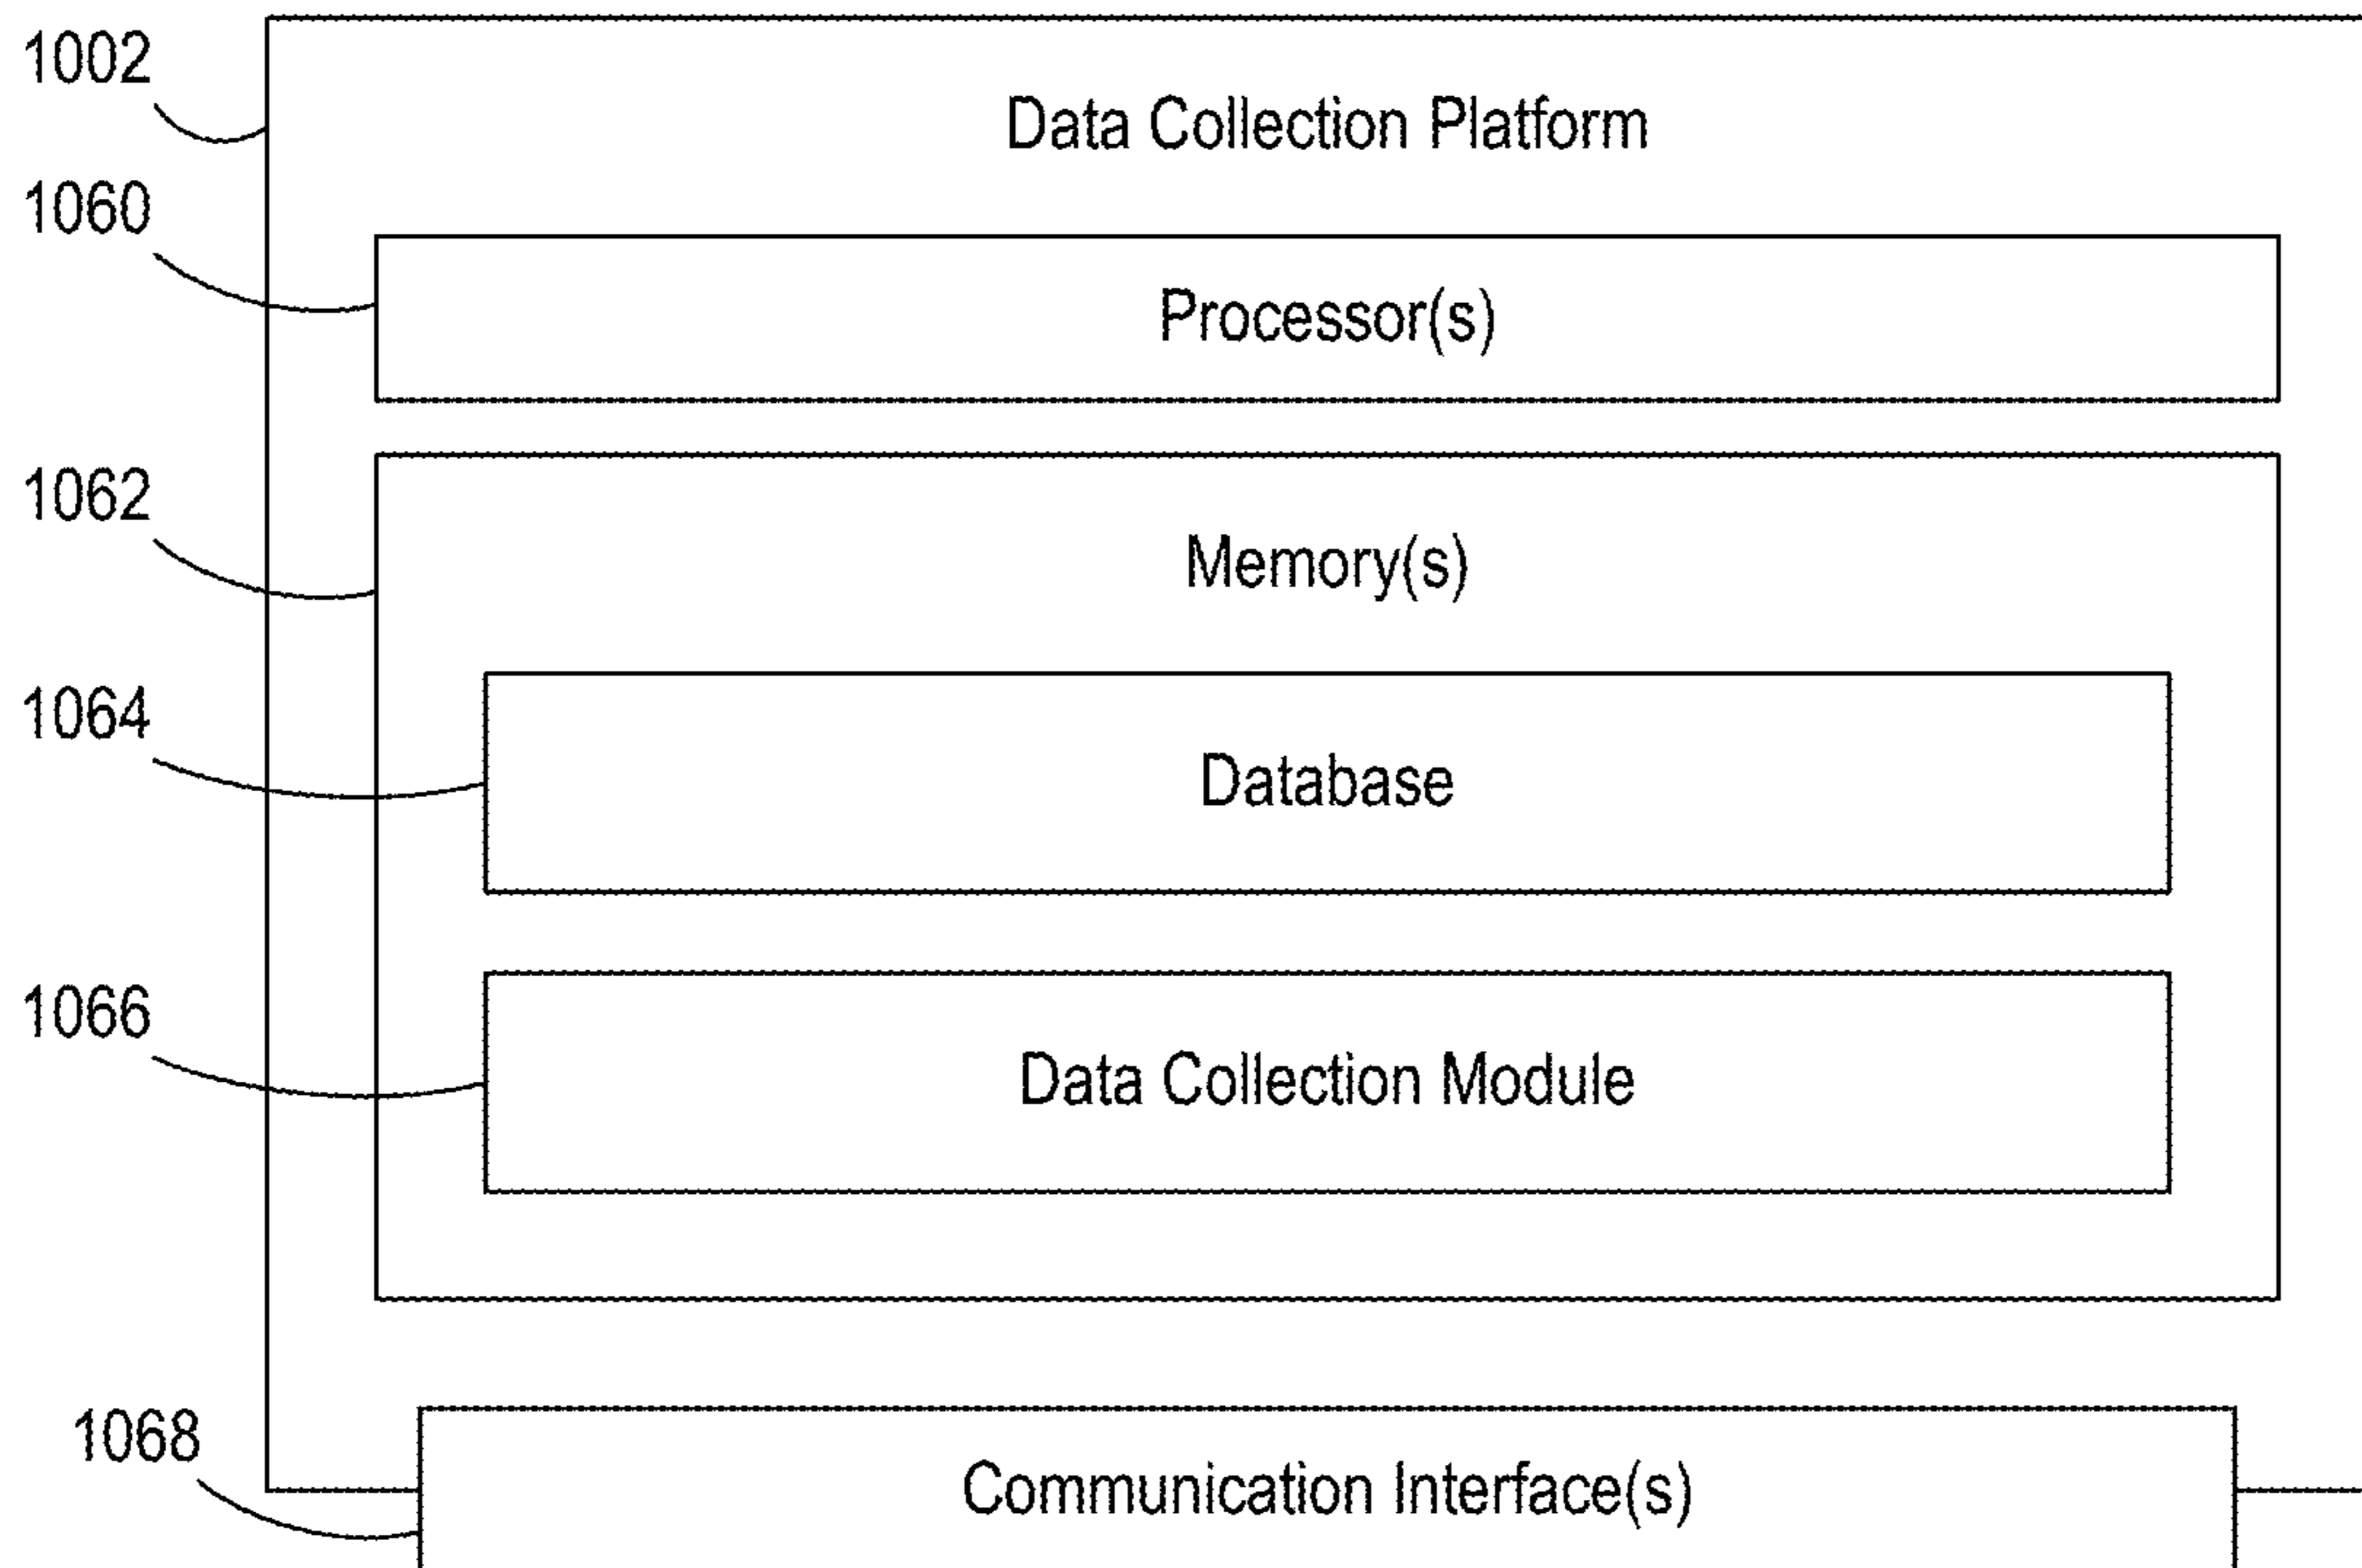 1002
Data Collection Platform
1060
Processor(s)
1062
Memory(s)
1064
Database
1066
Data Collection Module
1068
Communication Interface(s)